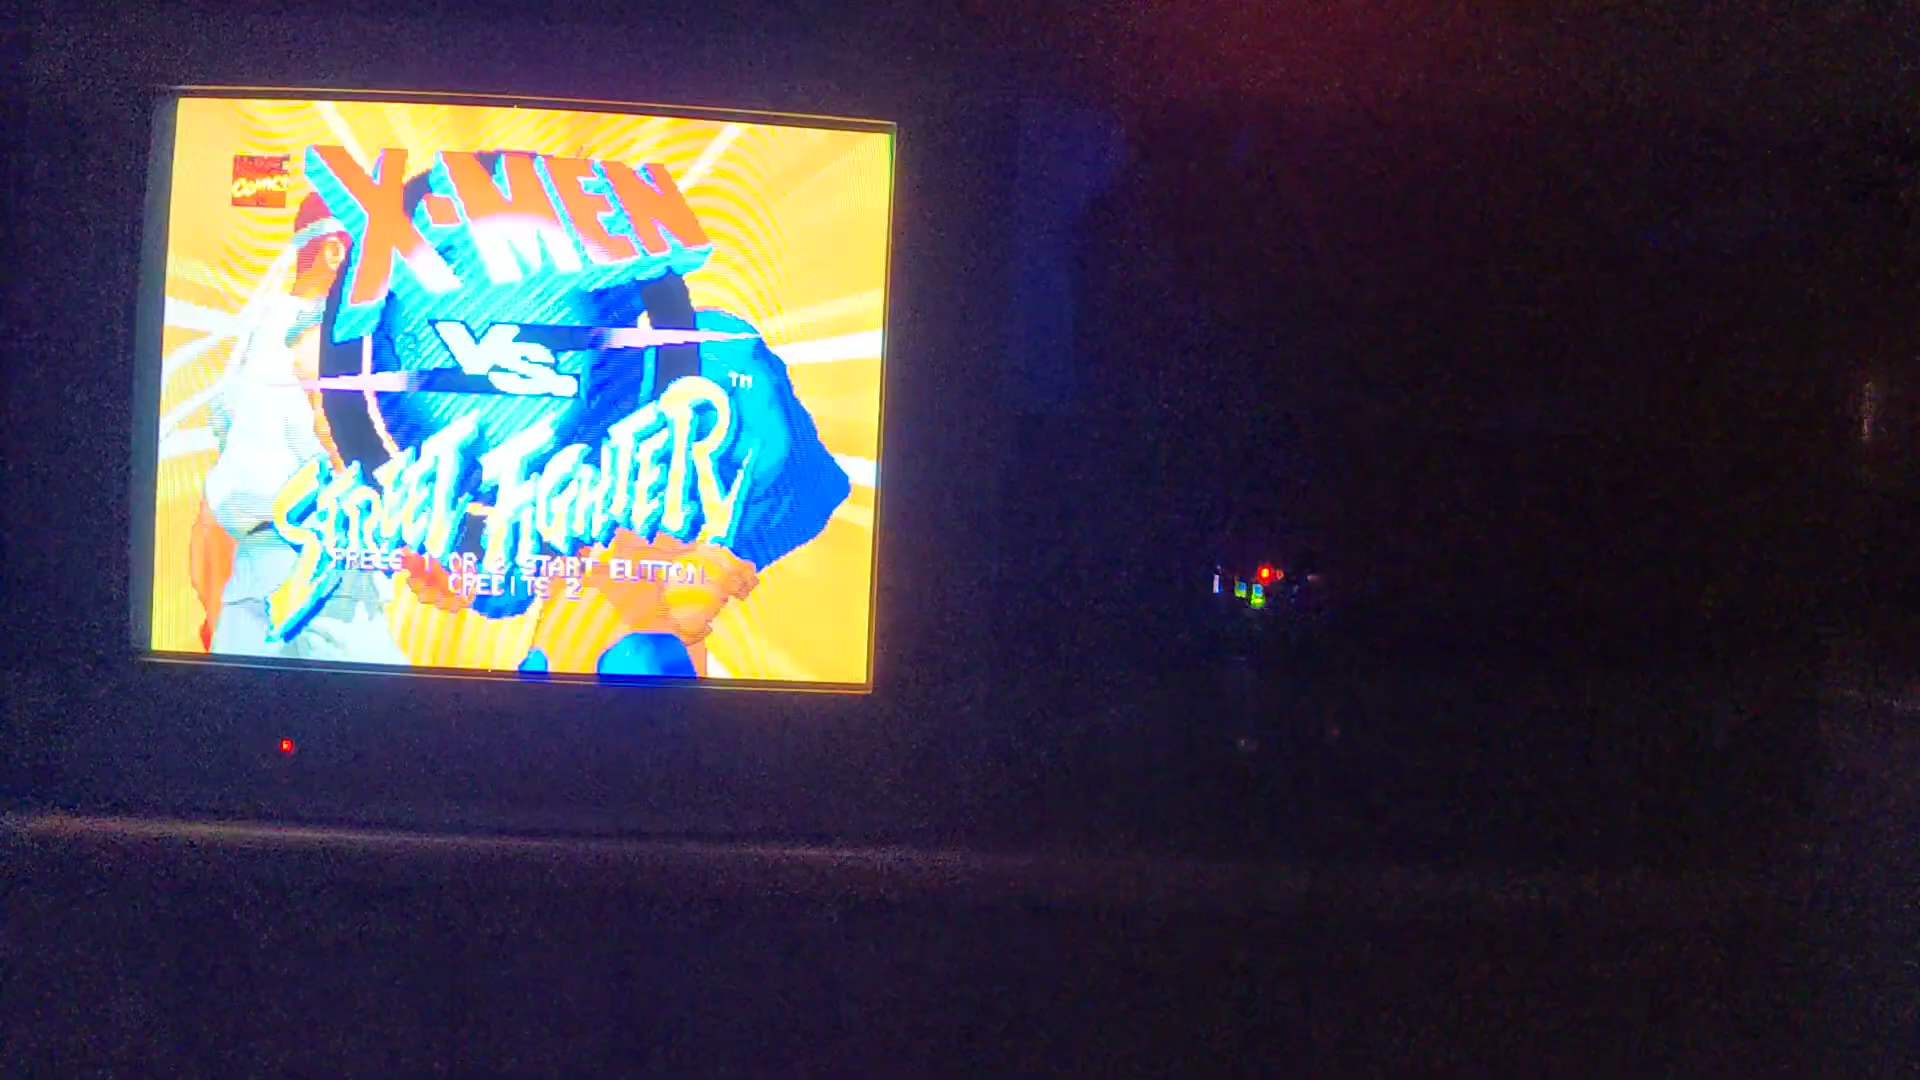 MARVEL
COMICS
X-MEN
VS.
STREET FIGHTER
TM
PRESS 1 OR 2 START BUTTON
CREDITS 2